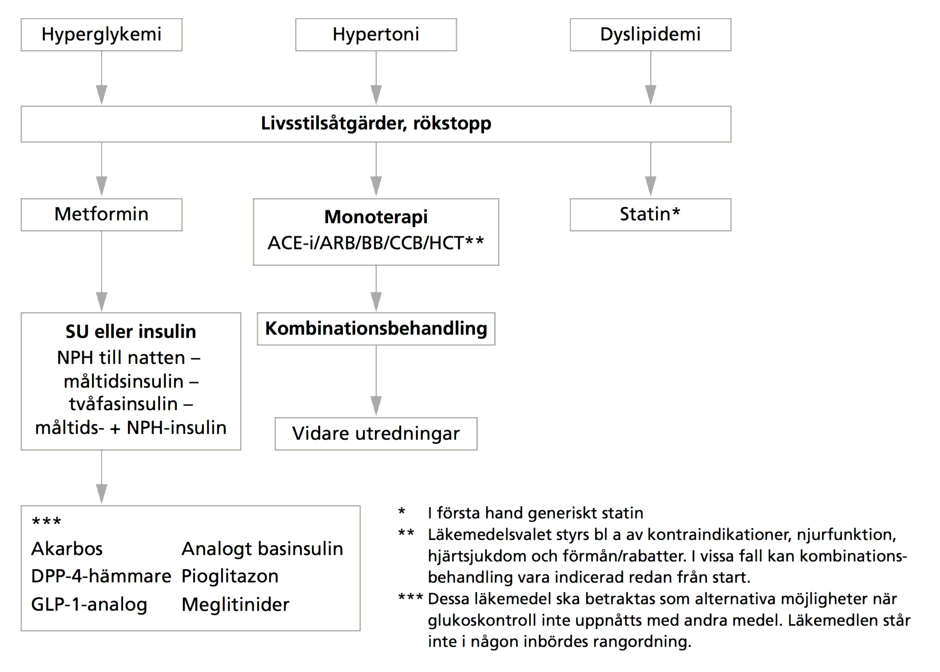 Hyperglykemi
Hypertoni
Dyslipidemi
Livsstilsåtgärder, rökstopp
Metformin
Monoterapi
ACE-i/ARB/BB/CCB/HCT**
Statin*
SU eller insulin
NPH till natten –
måltidsinsulin –
tvåfasinsulin –
måltids- + NPH-insulin
Kombinationsbehandling
Vidare utredningar
***
Akarbos Analogt basinsulin
DPP-4-hämmare Pioglitazon
GLP-1-analog Meglitinider
* I första hand generiskt statin
** Läkemedelsvalet styrs bl a av kontraindikationer, njurfunktion,
hjärtsjukdom och förmån/rabatter. I vissa fall kan kombinations-
behandling vara indicerad redan från start.
*** Dessa läkemedel ska betraktas som alternativa möjligheter när
glukoskontroll inte uppnåtts med andra medel. Läkemedlen står
inte i någon inbördes rangordning.